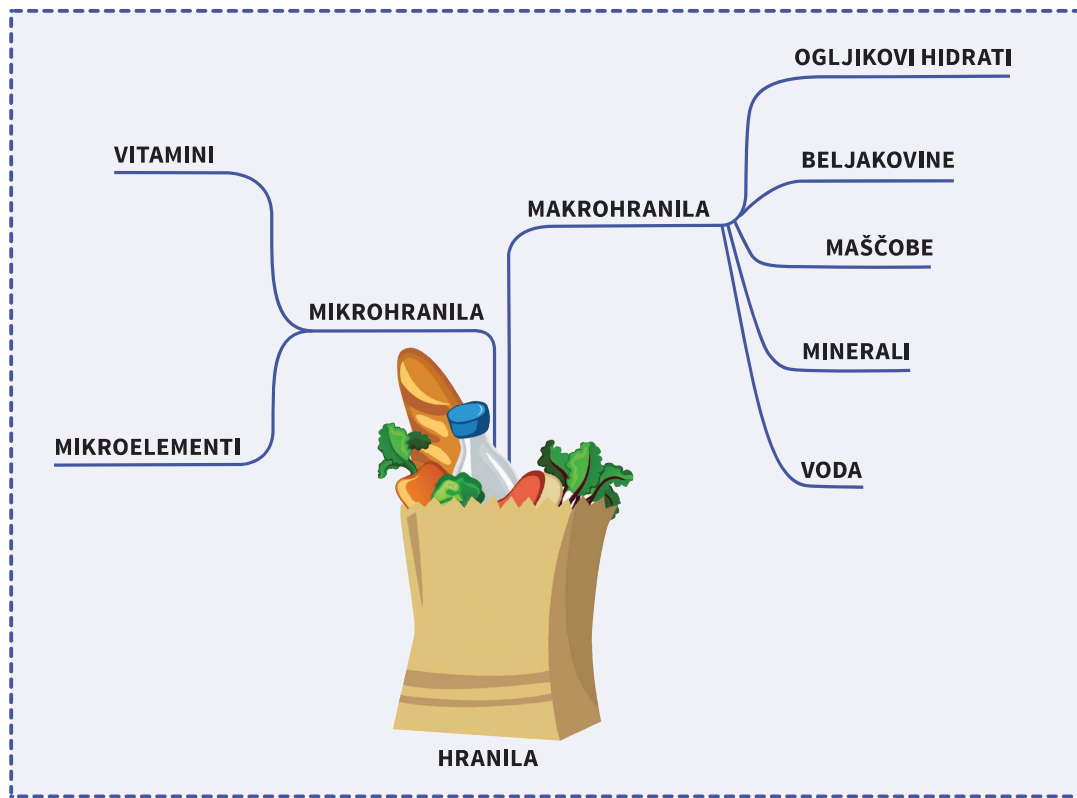 OGLJIKOVI HIDRATI
VITAMINI
BELJAKOVINE
MAKROHRANILA
MAŠČOBE
MIKROHRANILA
MINERALI
MIKROELEMENTI
VODA
HRANILA